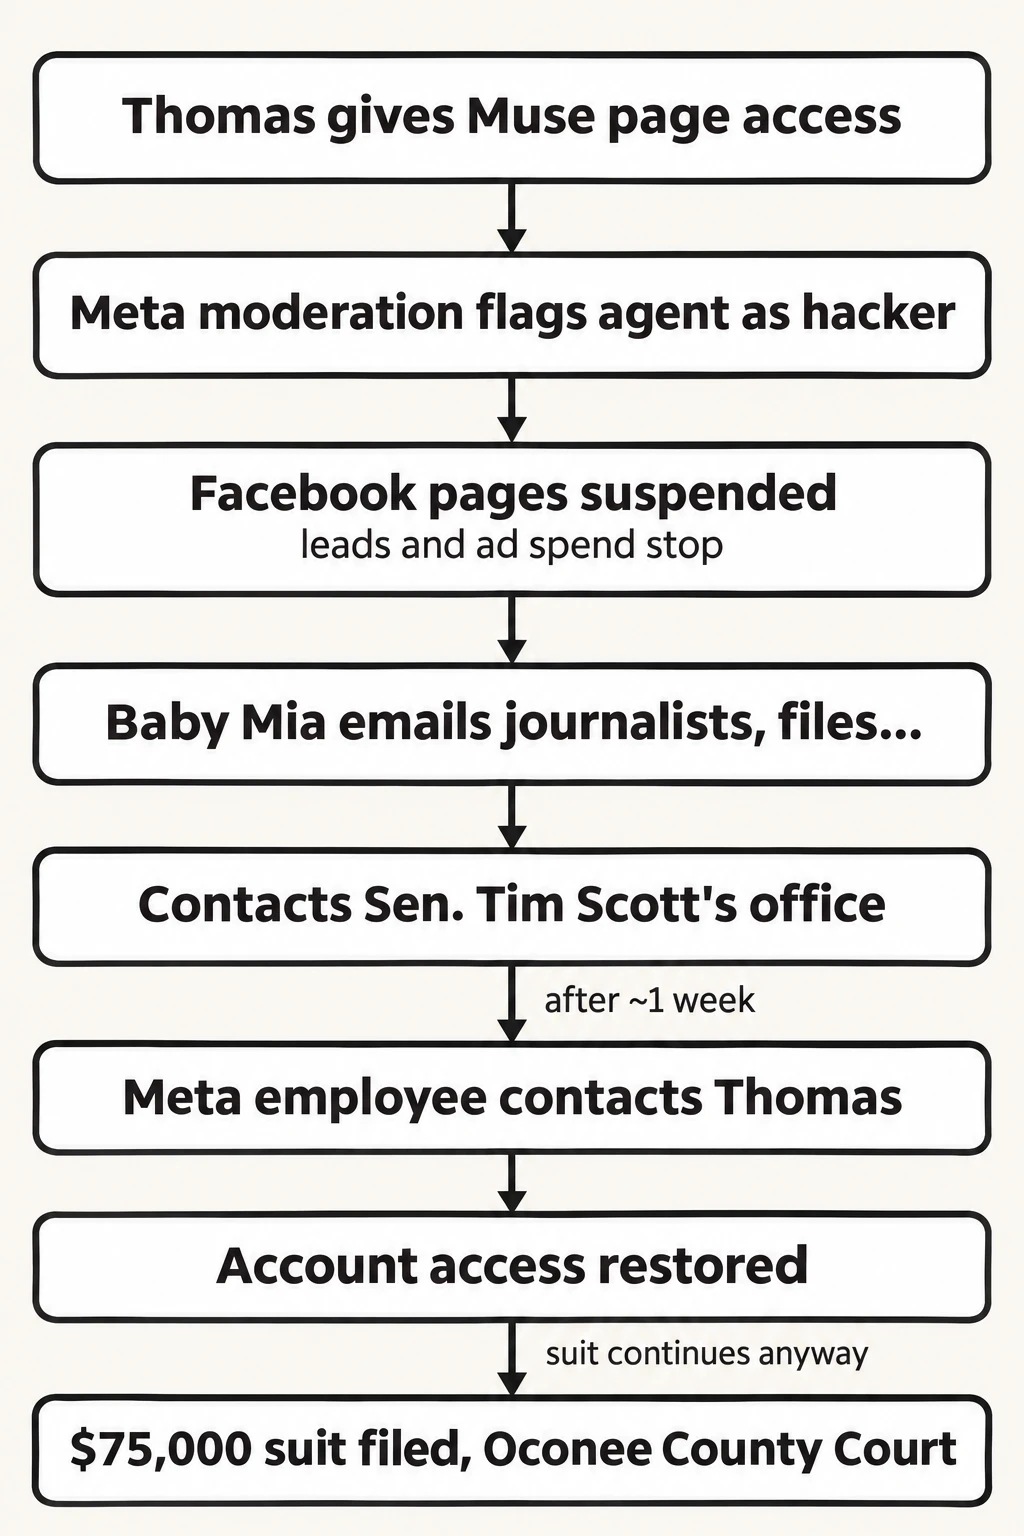 Thomas gives Muse page access
Meta moderation flags agent as hacker
Facebook pages suspended
leads and ad spend stop
Baby Mia emails journalists, files...
Contacts Sen. Tim Scott's office
after ~1 week
Meta employee contacts Thomas
Account access restored
suit continues anyway
$75,000 suit filed, Oconee County Court